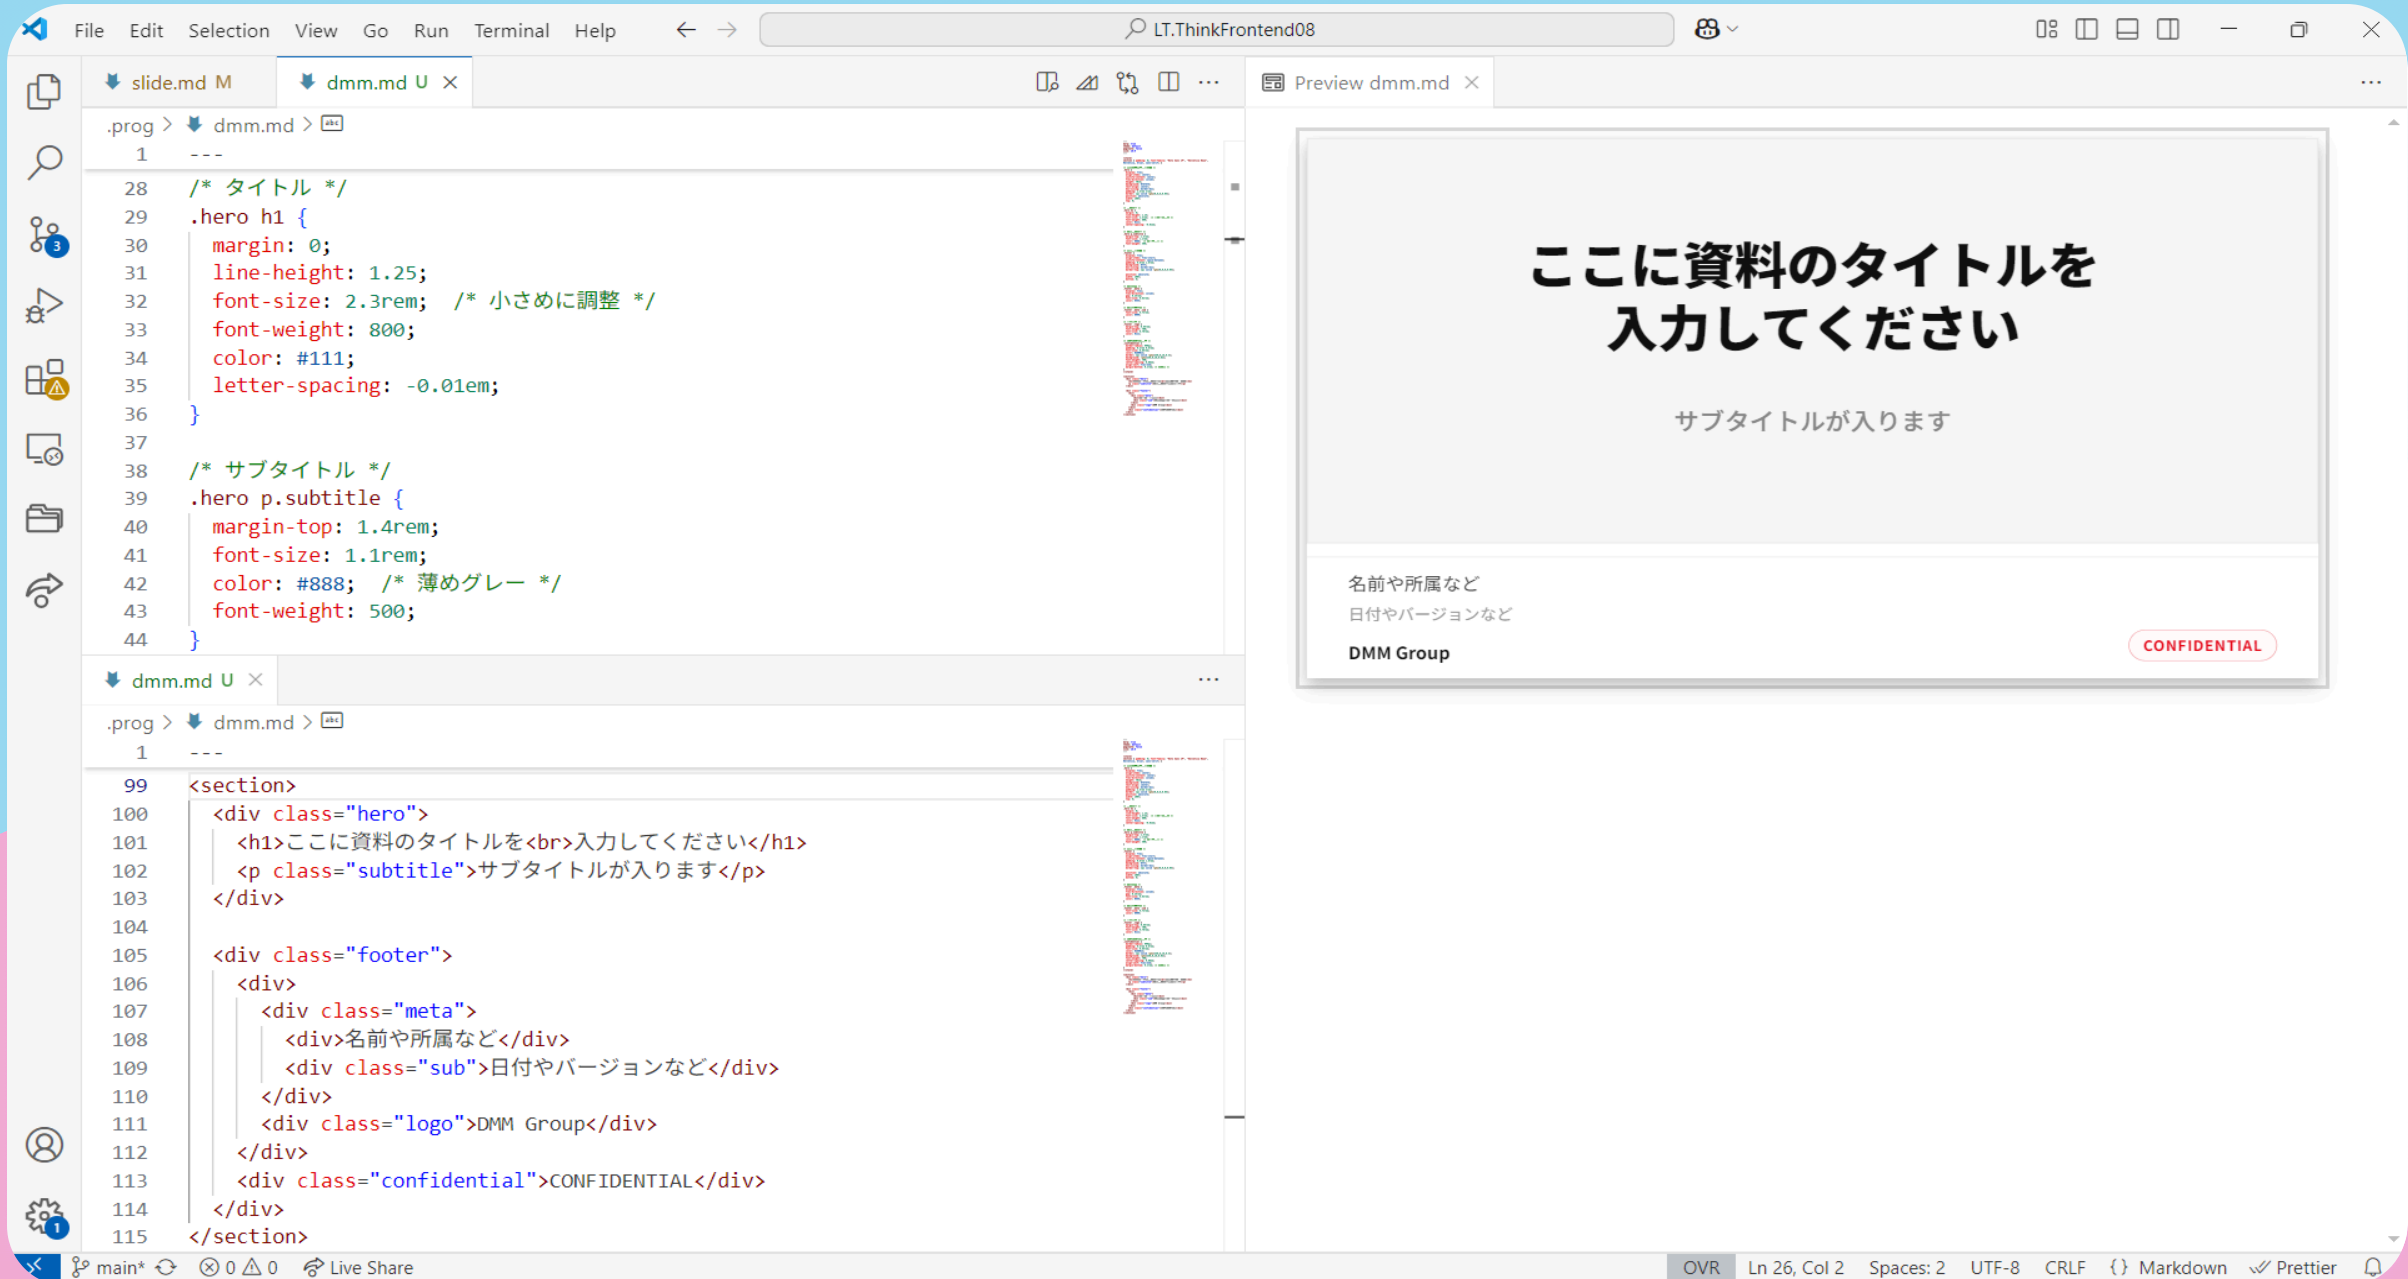 File Edit Selection View Go Run Terminal Help
LT.ThinkFrontend08
slide.md M
dmm.md U
.prog > dmm.md >
1 ---
28 /* タイトル */
29 .hero h1 {
30 margin: 0;
31 line-height: 1.25;
32 font-size: 2.3rem; /* 小さめに調整 */
33 font-weight: 800;
34 color: #111;
35 letter-spacing: -0.01em;
36 }
37
38 /* サブタイトル */
39 .hero p.subtitle {
40 margin-top: 1.4rem;
41 font-size: 1.1rem;
42 color: #888; /* 薄めグレー */
43 font-weight: 500;
44 }
dmm.md U
.prog > dmm.md >
1 ---
99 <section>
100 <div class="hero">
101 <h1>ここに資料のタイトルを<br>入力してください</h1>
102 <p class="subtitle">サブタイトルが入ります</p>
103 </div>
104
105 <div class="footer">
106 <div>
107 <div class="meta">
108 <div>名前や所属など</div>
109 <div class="sub">日付やバージョンなど</div>
110 </div>
111 <div class="logo">DMM Group</div>
112 </div>
113 <div class="confidential">CONFIDENTIAL</div>
114 </div>
115 </section>
Preview dmm.md
ここに資料のタイトルを
入力してください
サブタイトルが入ります
名前や所属など
日付やバージョンなど
DMM Group
CONFIDENTIAL
3
1
main* 0 0 Live Share
OVR Ln 26, Col 2 Spaces: 2 UTF-8 CRLF {} Markdown Prettier